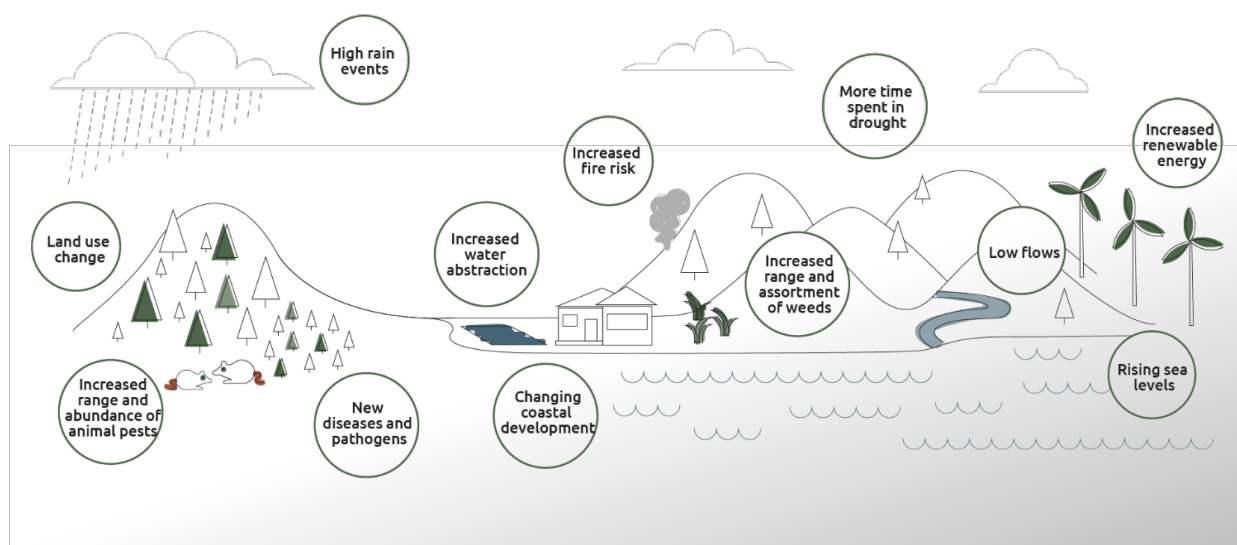 High rain
events
More time
spent in
drought
Increased
renewable
energy
Increased
fire risk
Land use
change
Increased
water
abstraction
Increased
range and
assortment
of weeds
Low flows
Increased
range and
abundance of
animal pests
New
diseases and
pathogens
Changing
coastal
development
Rising sea
levels